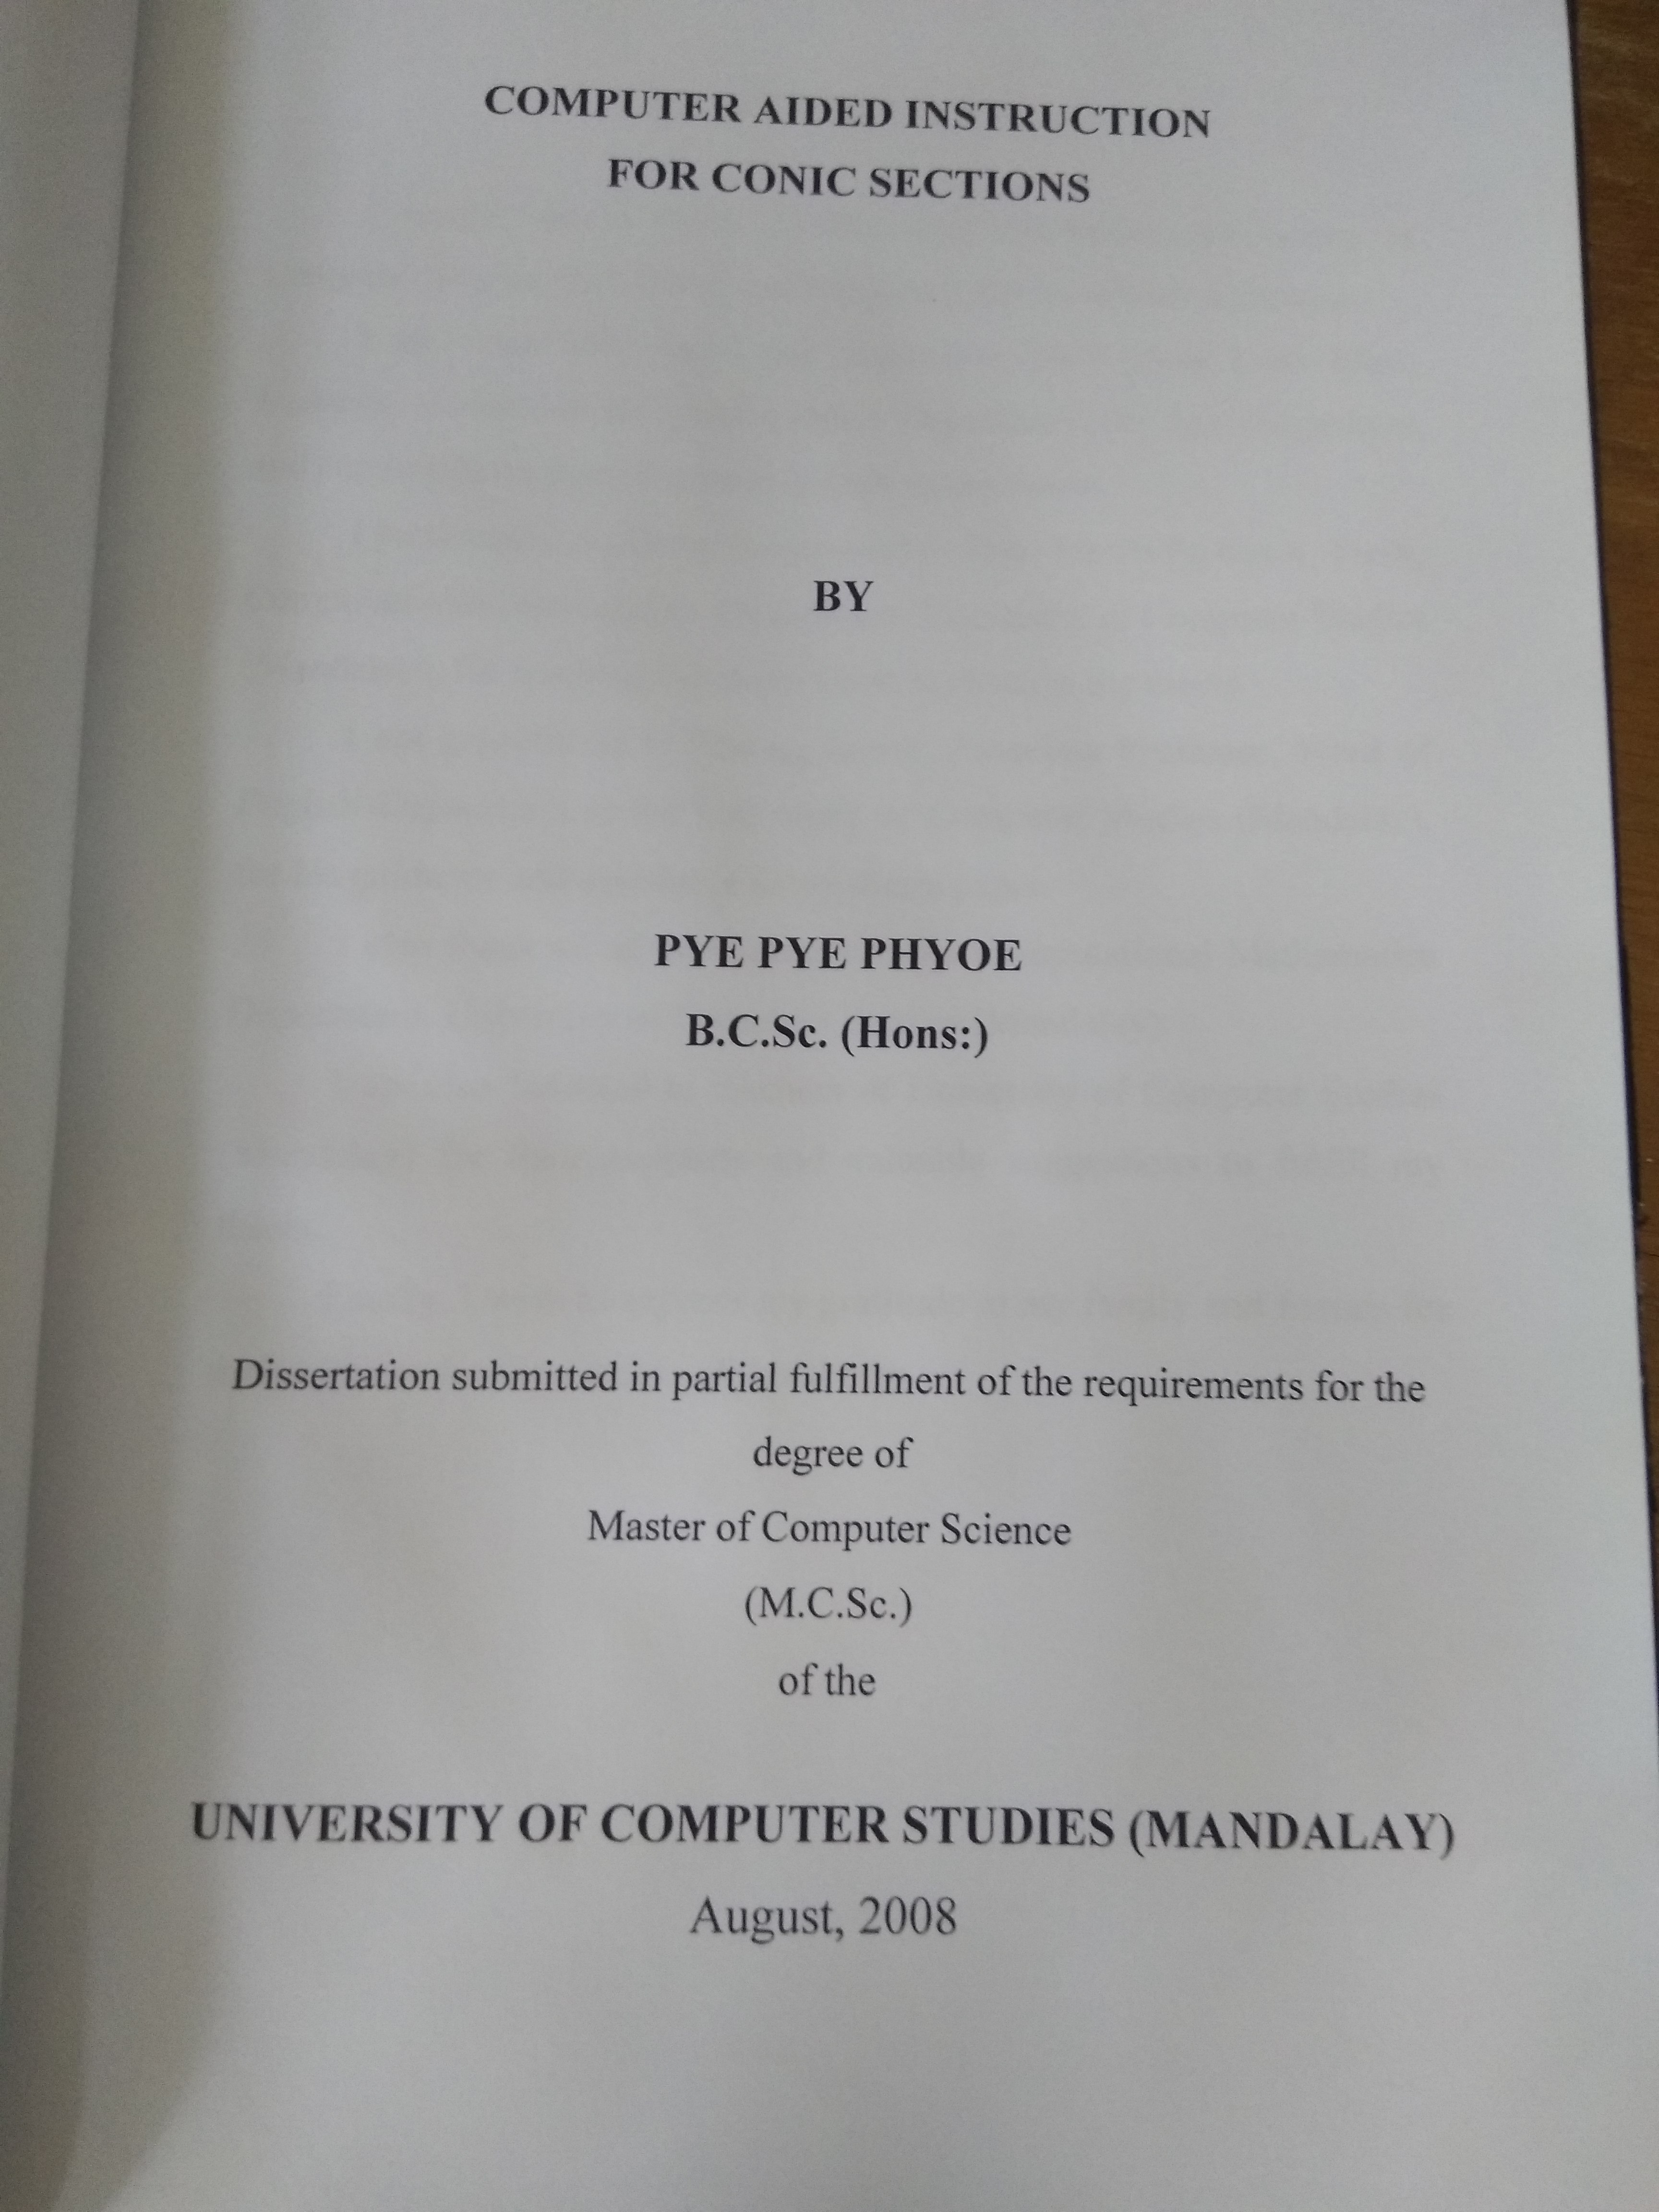 COMPUTER AIDED INSTRUCTION
FOR CONIC SECTIONS
BY
PYE PYE PHYOE
B.C.Sc. (Hons:)
Dissertation submitted in partial fulfillment of the requirements for the
degree of
Master of Computer Science
(M.C.Sc.)
of the
UNIVERSITY OF COMPUTER STUDIES (MANDALAY)
August, 2008